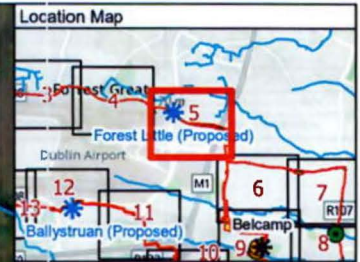 Location Map
Forest Great
3
4
5
Forest Little (Proposed)
Dublin Airport
M1
6
7
12
13
11
R107
Ballystruan (Proposed)
Belcamp
10
9
8